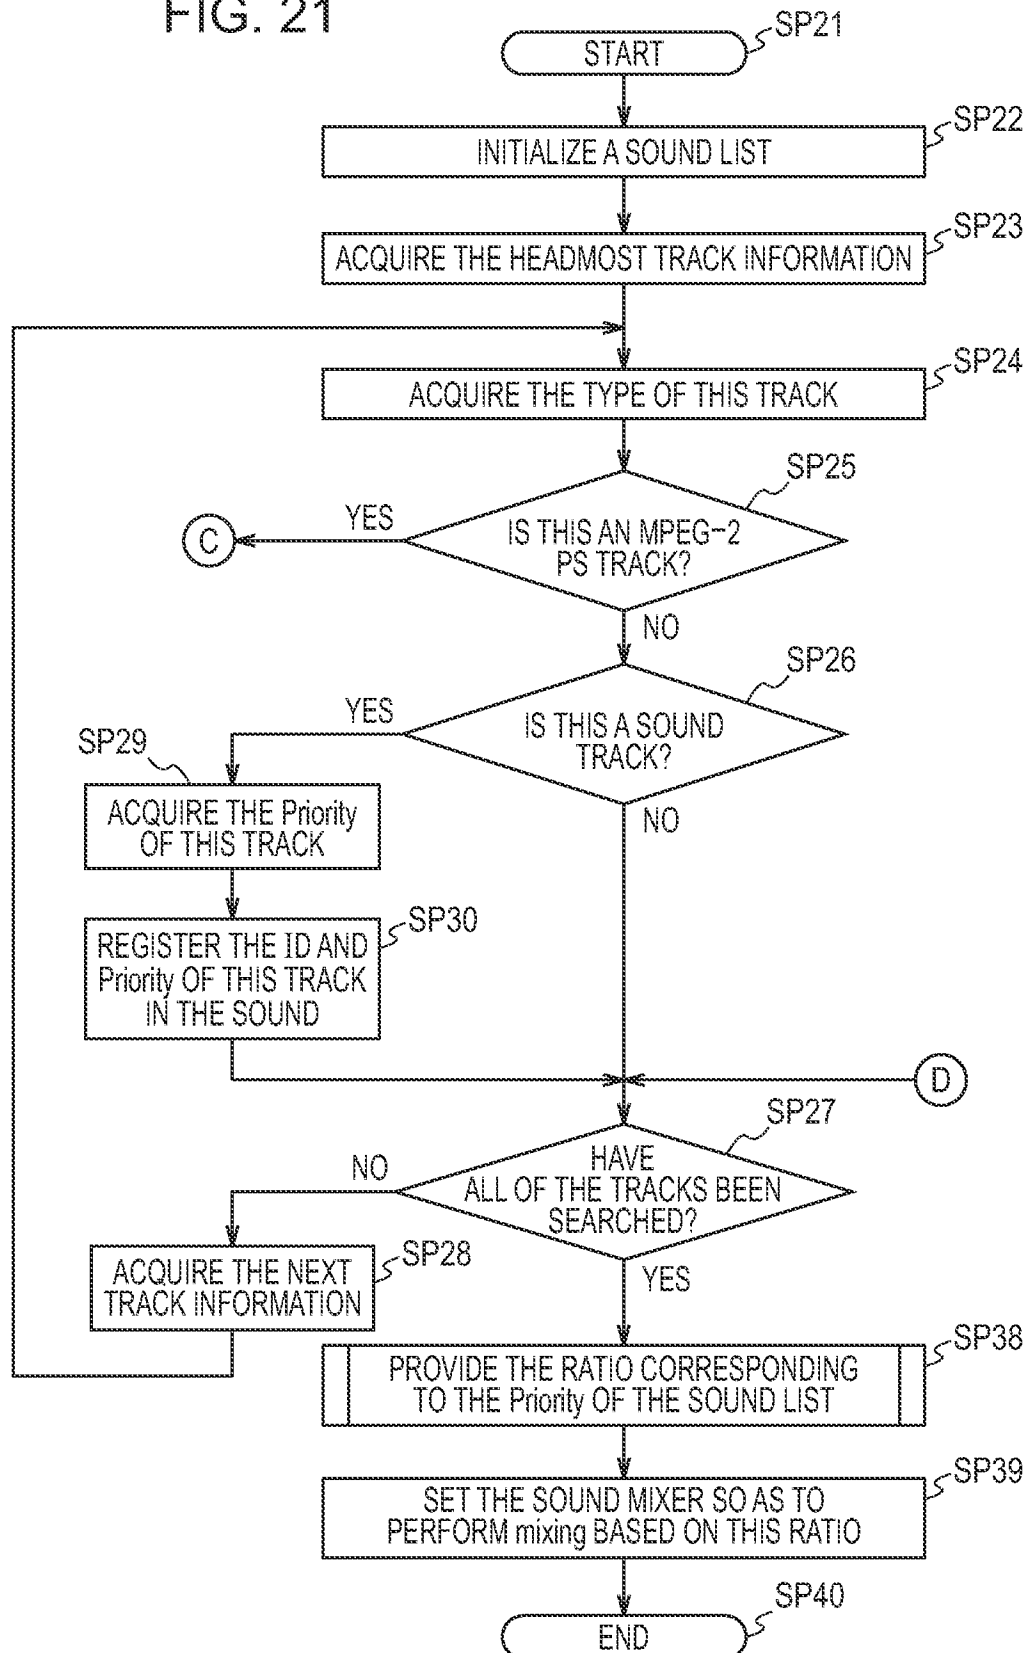 FIG. 21
START
SP21
INITIALIZE A SOUND LIST
SP22
ACQUIRE THE HEADMOST TRACK INFORMATION
SP23
ACQUIRE THE TYPE OF THIS TRACK
SP24
IS THIS AN MPEG-2
PS TRACK?
SP25
YES
C
NO
IS THIS A SOUND
TRACK?
SP26
YES
NO
SP29
ACQUIRE THE Priority
OF THIS TRACK
SP30
REGISTER THE ID AND
Priority OF THIS TRACK
IN THE SOUND
D
SP27
HAVE
ALL OF THE TRACKS BEEN
SEARCHED?
NO
YES
SP28
ACQUIRE THE NEXT
TRACK INFORMATION
SP38
PROVIDE THE RATIO CORRESPONDING
TO THE Priority OF THE SOUND LIST
SP39
SET THE SOUND MIXER SO AS TO
PERFORM mixing BASED ON THIS RATIO
SP40
END